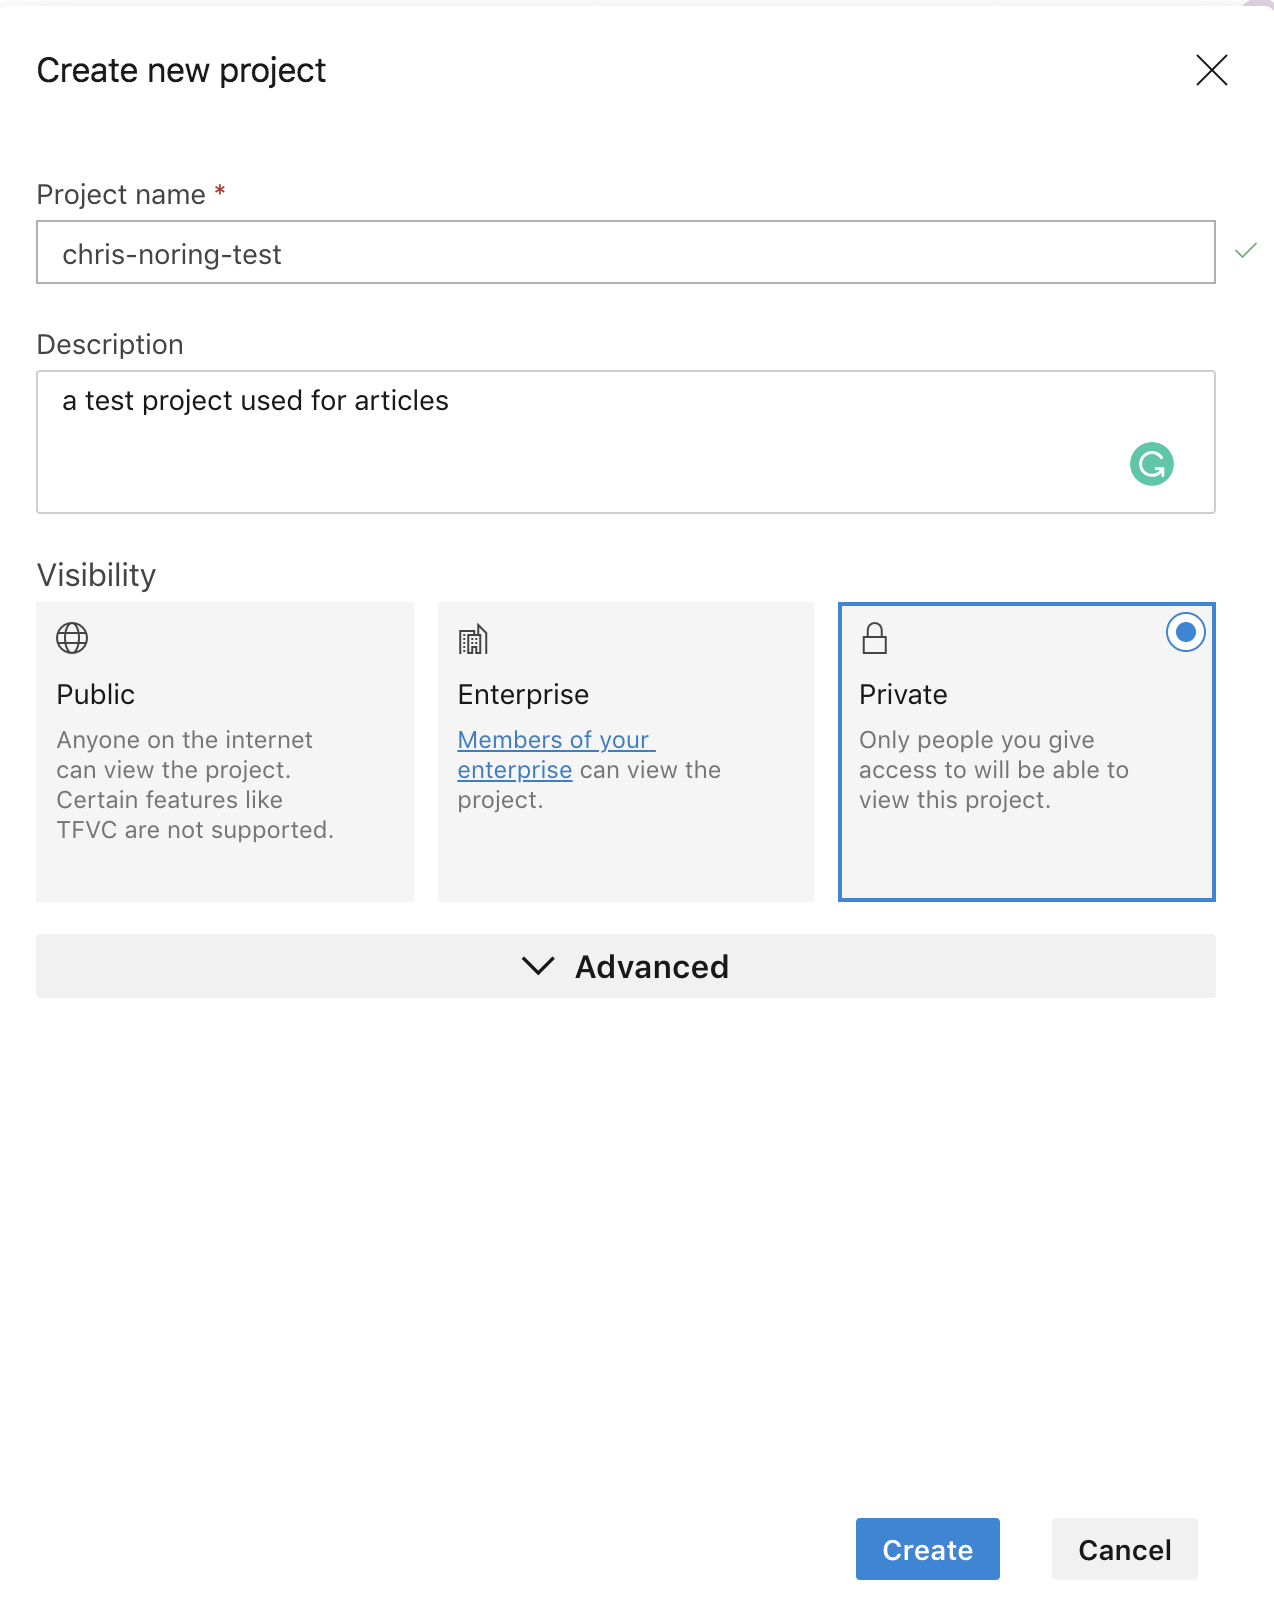 Create new project
Project name *
chris-noring-test
Description
a test project used for articles
Visibility
Public
Anyone on the internet
can view the project.
Certain features like
TFVC are not supported.
Enterprise
Members of your
enterprise can view the
project.
Private
Only people you give
access to will be able to
view this project.
Advanced
Create
Cancel